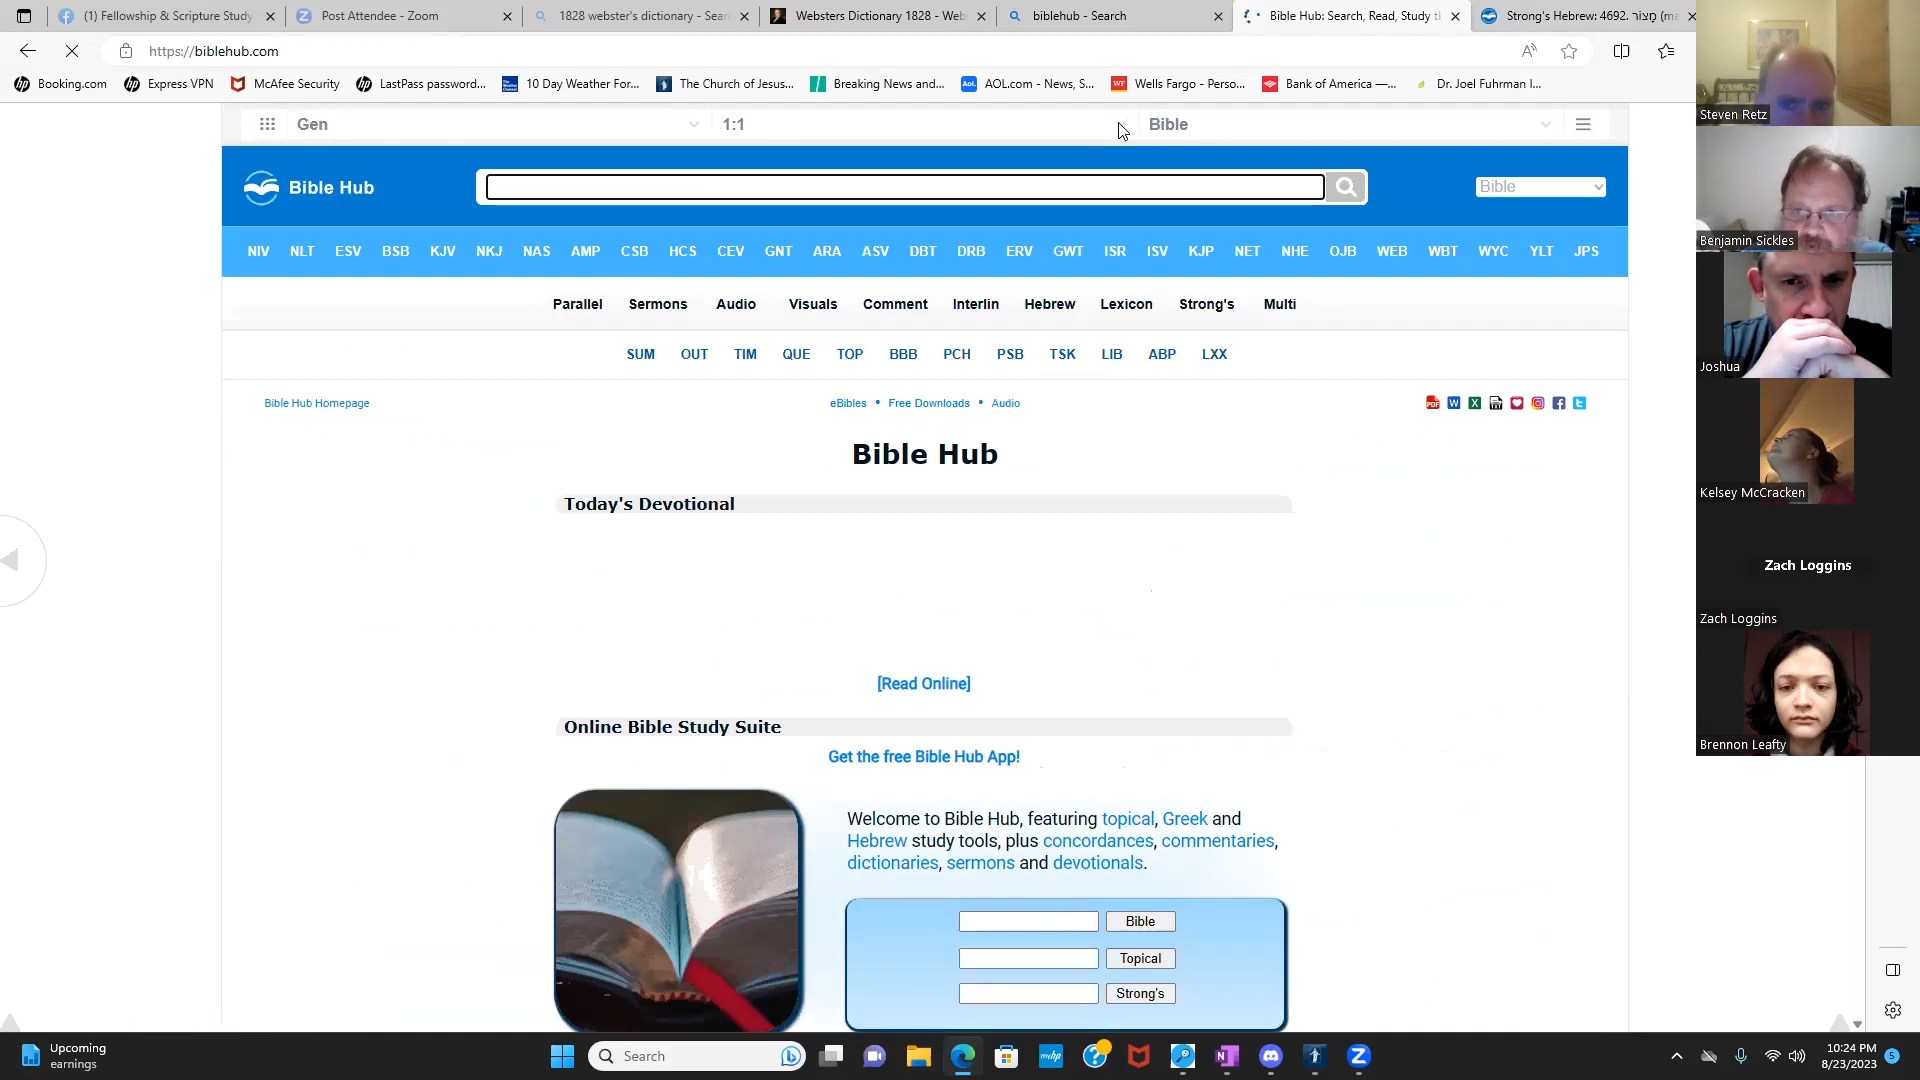 (1) Fellowship & Scripture Study
Post Attendee - Zoom
1828 webster's dictionary - Sear
Websters Dictionary 1828 - Web
biblehub - Search
Bible Hub: Search, Read, Study t
Strong's Hebrew: 4692. מָצוֹר (ma
https://biblehub.com
Booking.com
Express VPN
McAfee Security
LastPass password...
10 Day Weather For...
The Church of Jesus...
Breaking News and...
AOL.com - News, S...
Wells Fargo - Perso...
Bank of America —...
Dr. Joel Fuhrman I...
Gen
1:1
Bible
Bible Hub
Bible
NIV NLT ESV BSB KJV NKJ NAS AMP CSB HCS CEV GNT ARA ASV DBT DRB ERV GWT ISR ISV KJP NET NHE OJB WEB WBT WYC YLT JPS
Parallel Sermons Audio Visuals Comment Interlin Hebrew Lexicon Strong's Multi
SUM OUT TIM QUE TOP BBB PCH PSB TSK LIB ABP LXX
Bible Hub Homepage
eBibles • Free Downloads • Audio
Bible Hub
Today's Devotional
[Read Online]
Online Bible Study Suite
Get the free Bible Hub App!
Welcome to Bible Hub, featuring topical, Greek and
Hebrew study tools, plus concordances, commentaries,
dictionaries, sermons and devotionals.
Bible
Topical
Strong's
Steven Retz
Benjamin Sickles
Joshua
Kelsey McCracken
Zach Loggins
Zach Loggins
Brennon Leafty
Upcoming
earnings
Search
10:24 PM
8/23/2023
5